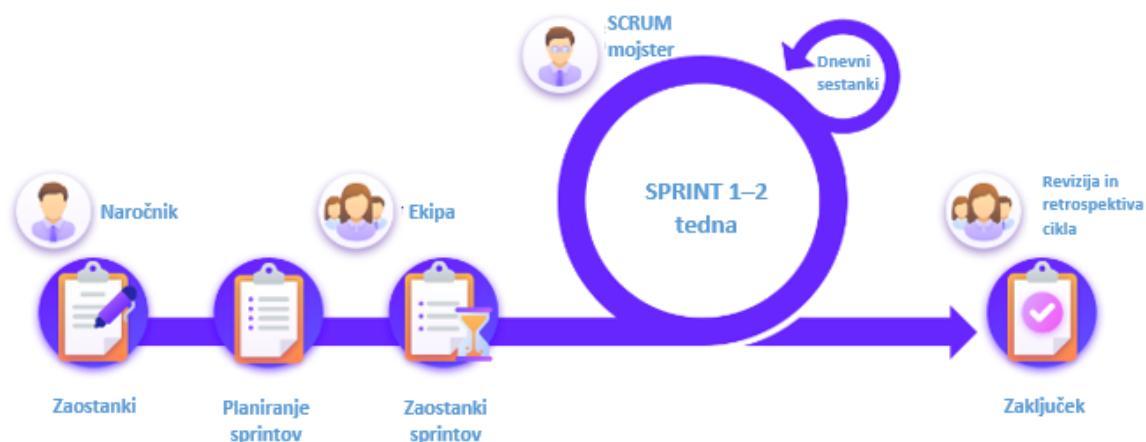 SCRUM
mojster
Dnevni
sestanki
SPRINT 1–2
tedna
Naročnik
Ekipa
Revizija in
retrospektiva
cikla
Zaostanki
Planiranje
sprintov
Zaostanki
sprintov
Zaključek